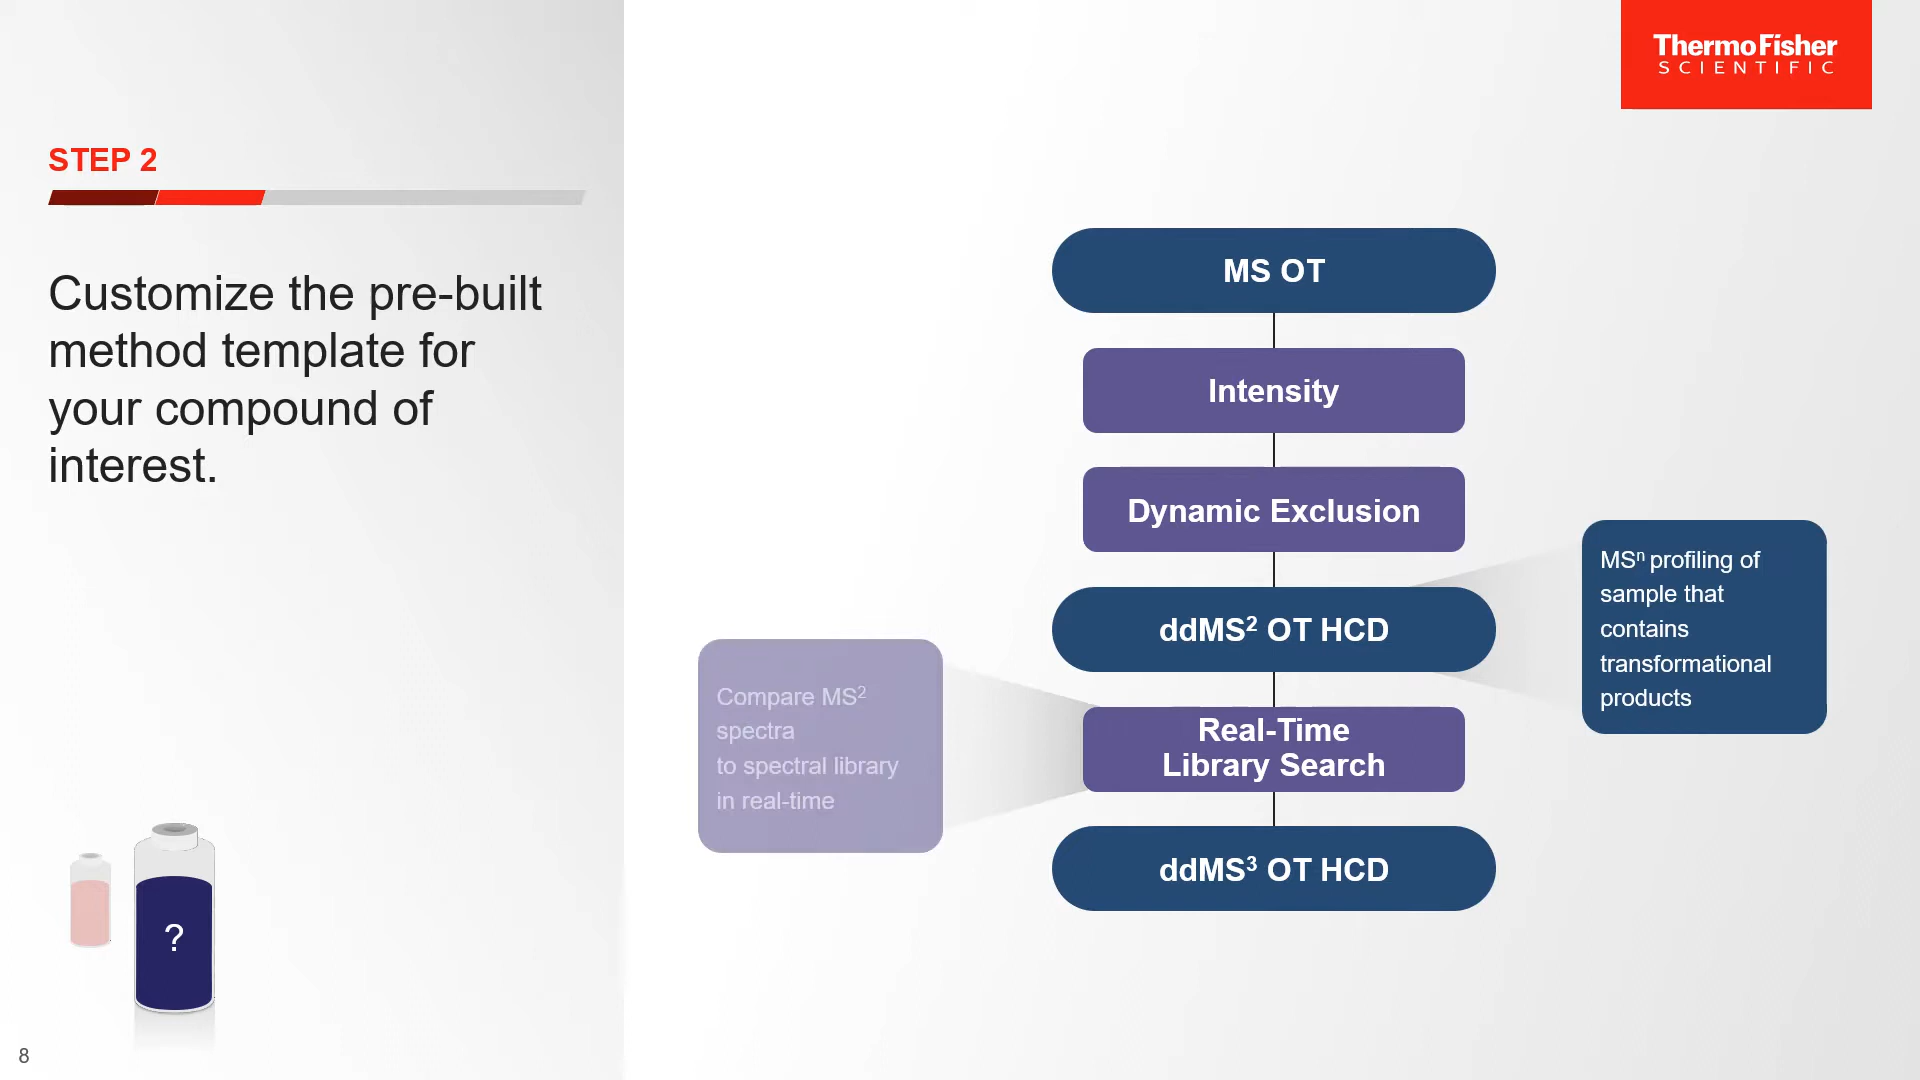 ThermoFisher
SCIENTIFIC
STEP 2
Customize the pre-built
method template for
your compound of
interest.
MS OT
Intensity
Dynamic Exclusion
ddMS² OT HCD
MSⁿ profiling of
sample that
contains
transformational
products
Compare MS²
spectra
to spectral library
in real-time
Real-Time
Library Search
ddMS³ OT HCD
?
8